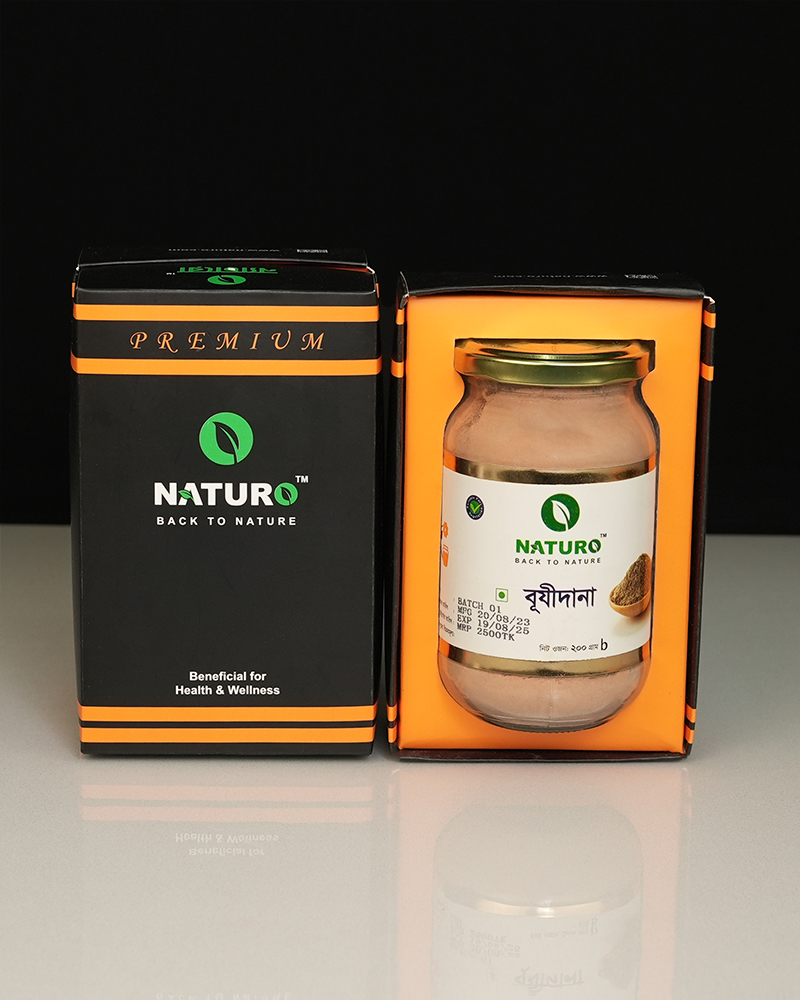 PREMIUM
NATURO™
BACK TO NATURE
Beneficial for
Health & Wellness
NATURO™
BACK TO NATURE
বূযীদানা
BATCH 01
MFG 20/08/23
EXP 19/08/25
MRP 2500TK
নিট ওজন: ২০০ গ্রাম b